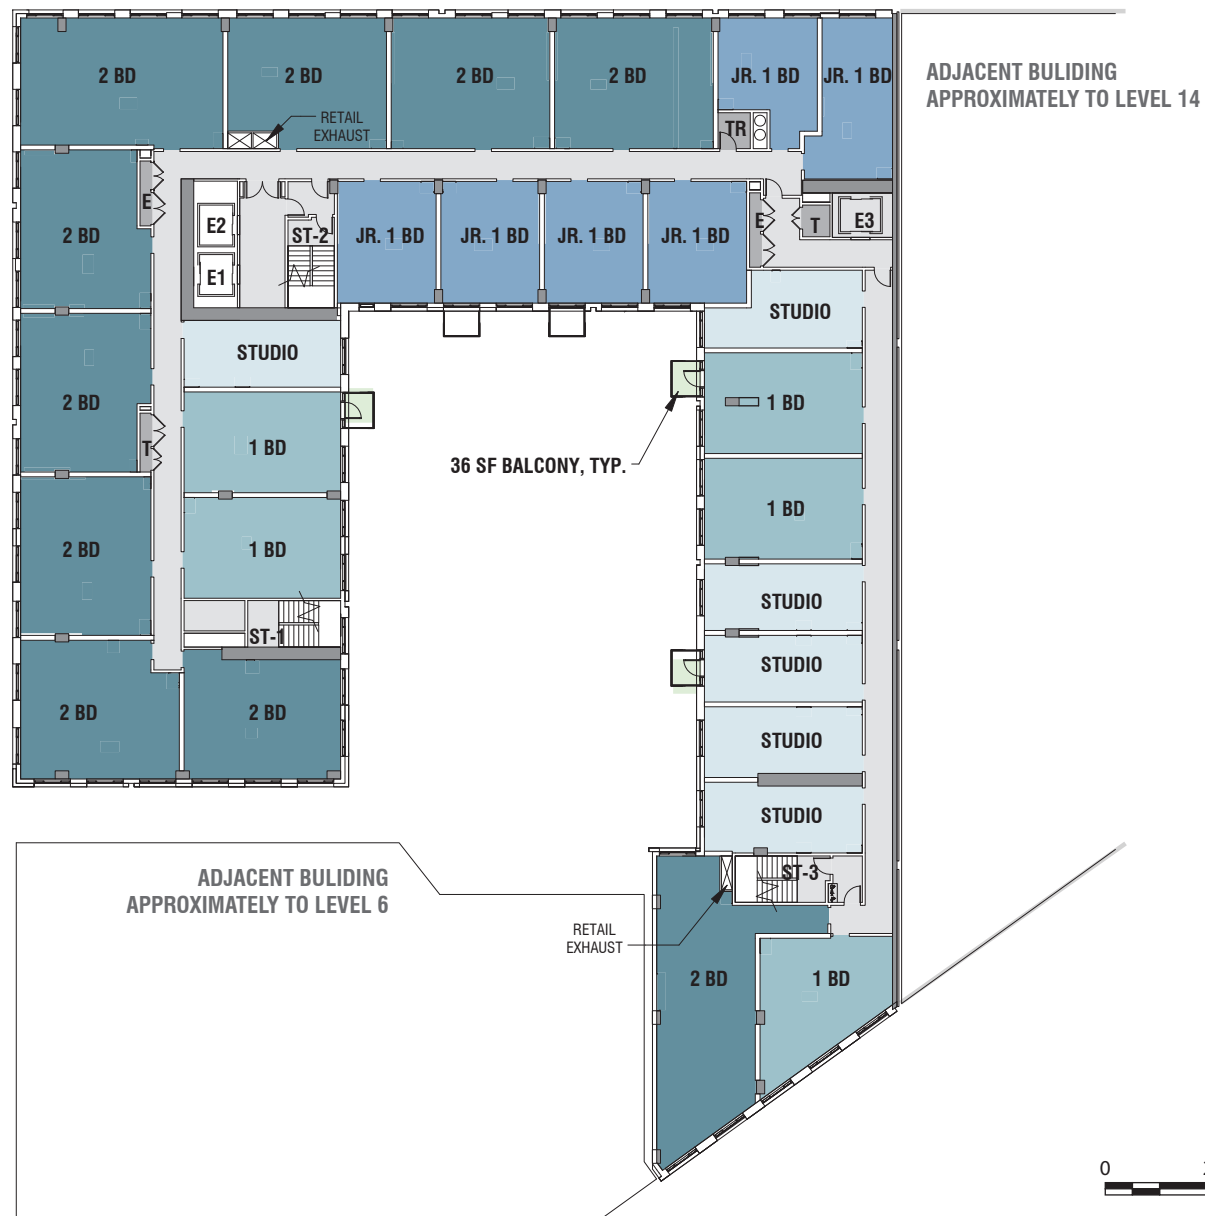 2 BD
2 BD
2 BD
2 BD
JR. 1 BD
JR. 1 BD
ADJACENT BULIDING
APPROXIMATELY TO LEVEL 14
RETAIL
EXHAUST
TR
E
2 BD
E2
E1
ST-2
JR. 1 BD
JR. 1 BD
JR. 1 BD
JR. 1 BD
E
T
E3
STUDIO
STUDIO
2 BD
1 BD
1 BD
T
36 SF BALCONY, TYP.
1 BD
2 BD
1 BD
STUDIO
ST-1
STUDIO
2 BD
2 BD
STUDIO
STUDIO
ADJACENT BULIDING
APPROXIMATELY TO LEVEL 6
ST-3
RETAIL
EXHAUST
2 BD
1 BD
0